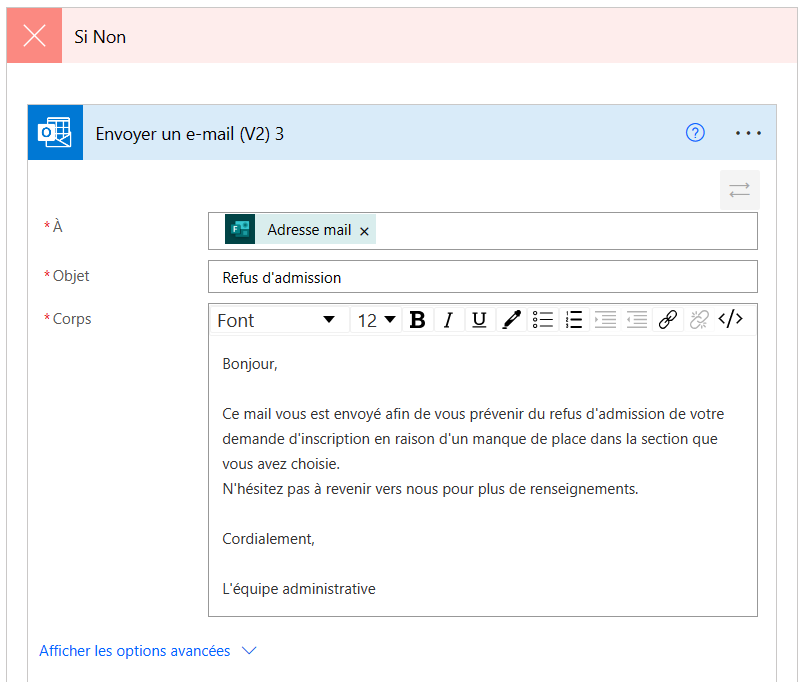 Si Non
Envoyer un e-mail (V2) 3
* À
Adresse mail ×
* Objet
Refus d'admission
* Corps
Font 12 B I U </>
Bonjour,
Ce mail vous est envoyé afin de vous prévenir du refus d'admission de votre
demande d'inscription en raison d'un manque de place dans la section que
vous avez choisie.
N'hésitez pas à revenir vers nous pour plus de renseignements.
Cordialement,
L'équipe administrative
Afficher les options avancées